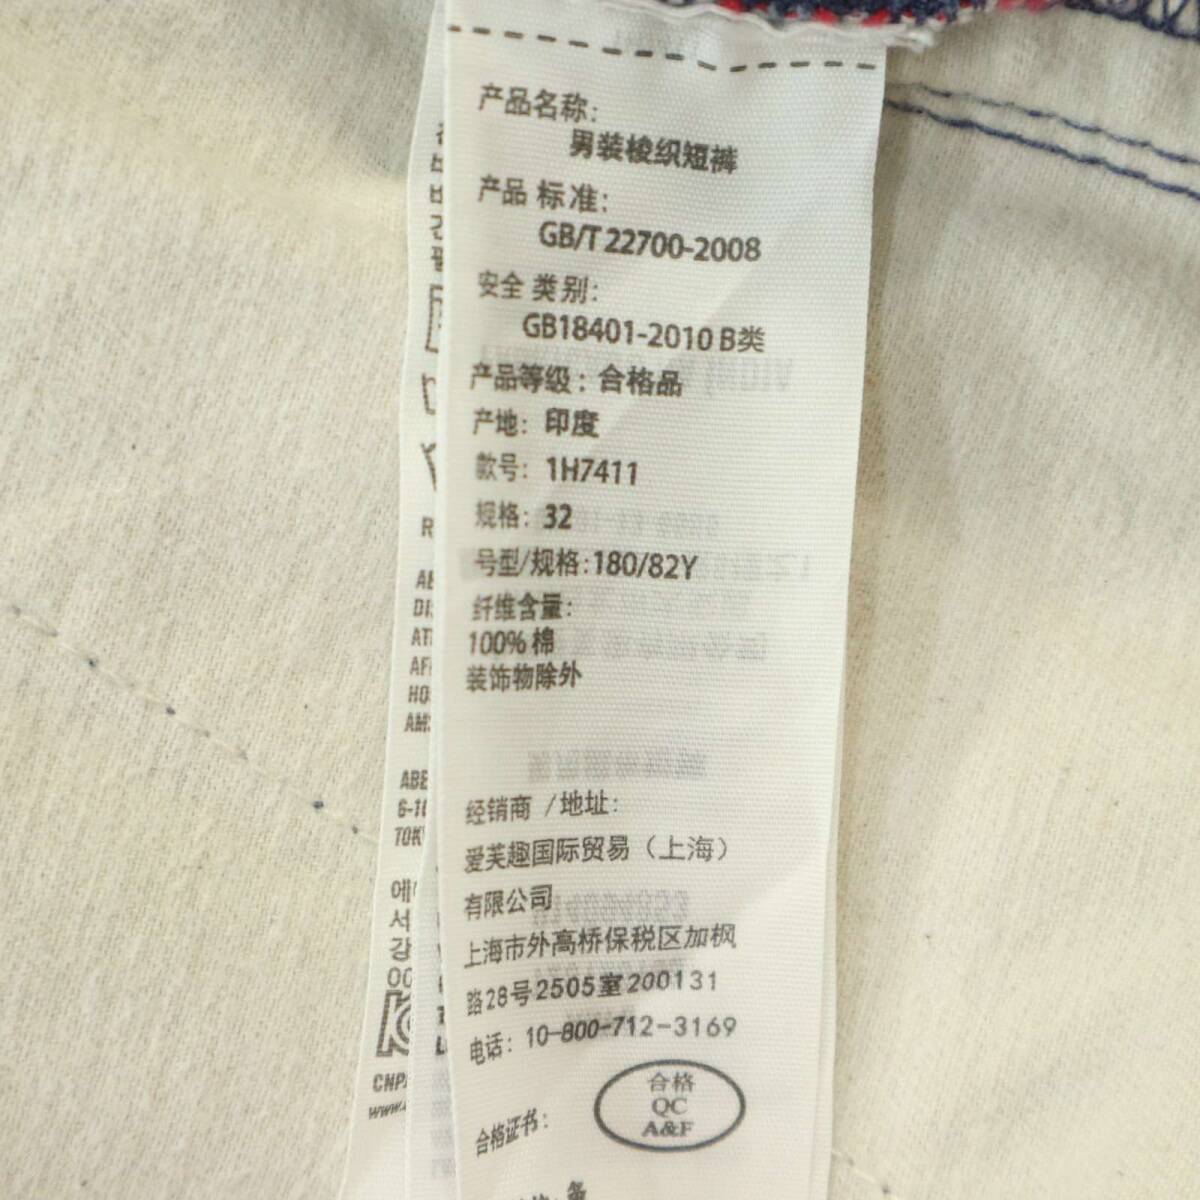 产品名称:
男装梭织短裤
产品 标准:
GB/T 22700-2008
安全 类别:
GB18401-2010 B类
产品等级: 合格品
产地: 印度
款号: 1H7411
规格: 32
号型/规格:180/82Y
纤维含量:
100% 棉
装饰物除外
经销商 /地址:
爱芙趣国际贸易（上海）
有限公司
上海市外高桥保税区加枫
路28号2505室200131
电话: 10-800-712-3169
合格证书:
合格
QC
A&F
ABE
6-10
TOK
CNP
www.